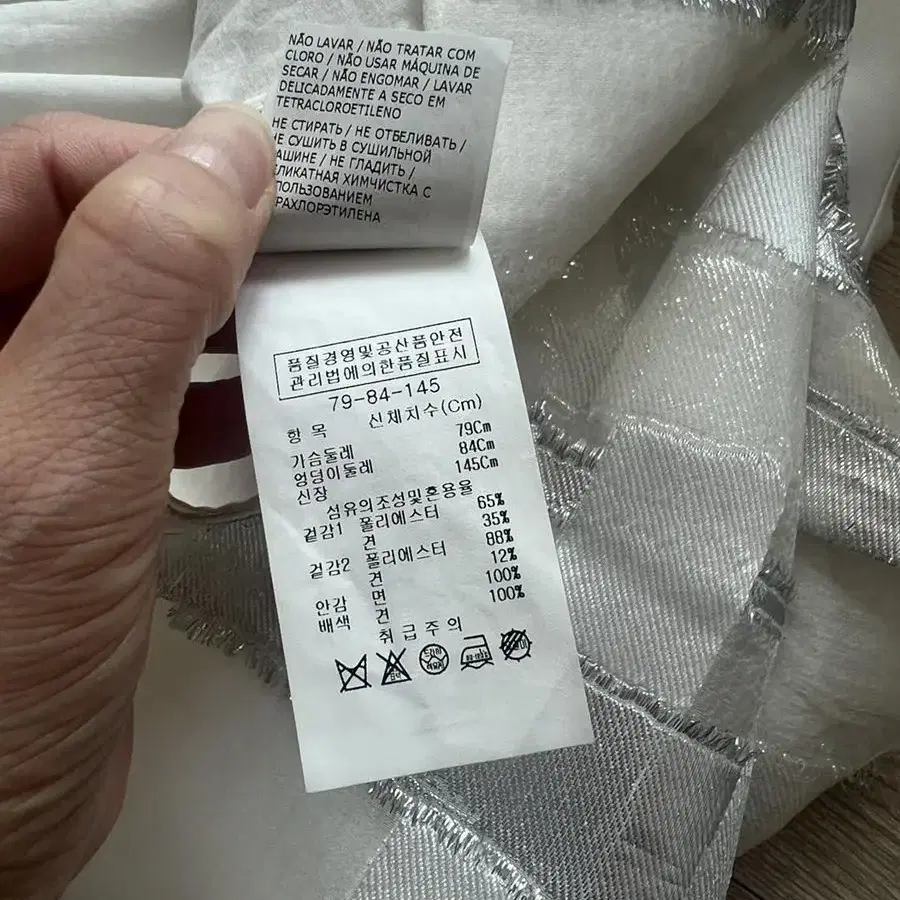 NÃO LAVAR / NÃO TRATAR COM
CLORO / NÃO USAR MÁQUINA DE
SECAR / NÃO ENGOMAR / LAVAR
DELICADAMENTE A SECO EM
TETRACLOROETILENO
НЕ СТИРАТЬ / НЕ ОТБЕЛИВАТЬ /
НЕ СУШИТЬ В СУШИЛЬНОЙ
АШИНЕ / НЕ ГЛАДИТЬ /
ЛИКАТНАЯ ХИМЧИСТКА С
ПОЛЬЗОВАНИЕМ
РАХЛОРЭТИЛЕНА
품질경영및공산품안전
관리법에의한품질표시
79-84-145
항 목 신체치수(Cm)
가슴둘레 79Cm
엉덩이둘레 84Cm
신장 145Cm
섬유의조성및혼용율
겉감1 폴리에스터 65%
견 35%
겉감2 폴리에스터 88%
견 12%
안감 면 100%
배색 견 100%
취급주의
드라이